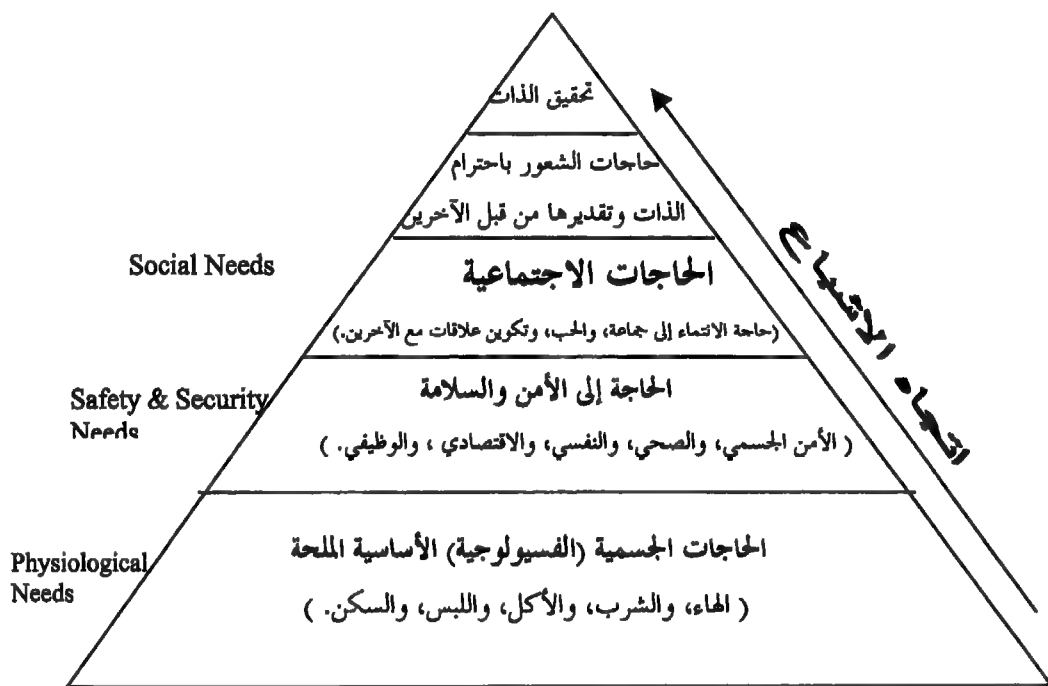 تحقيق الذات
حاجات الشعور باحترام
الذات وتقديرها من قبل الآخرين
Social Needs
الحاجات الاجتماعية
(حاجة الانتماء إلى جماعة، والحب، وتكوين علاقات مع الآخرين.)
Safety & Security
Needs
الحاجة إلى الأمن والسلامة
( الأمن الجسمي، والصحي، والنفسي، والاقتصادي ، والوظيفي. )
Physiological
Needs
الحاجات الجسمية (الفسيولوجية) الأساسية الملحة
( الهاء، والشرب، والأكل، واللبس، والسكن. )
اتجاه الاشباع